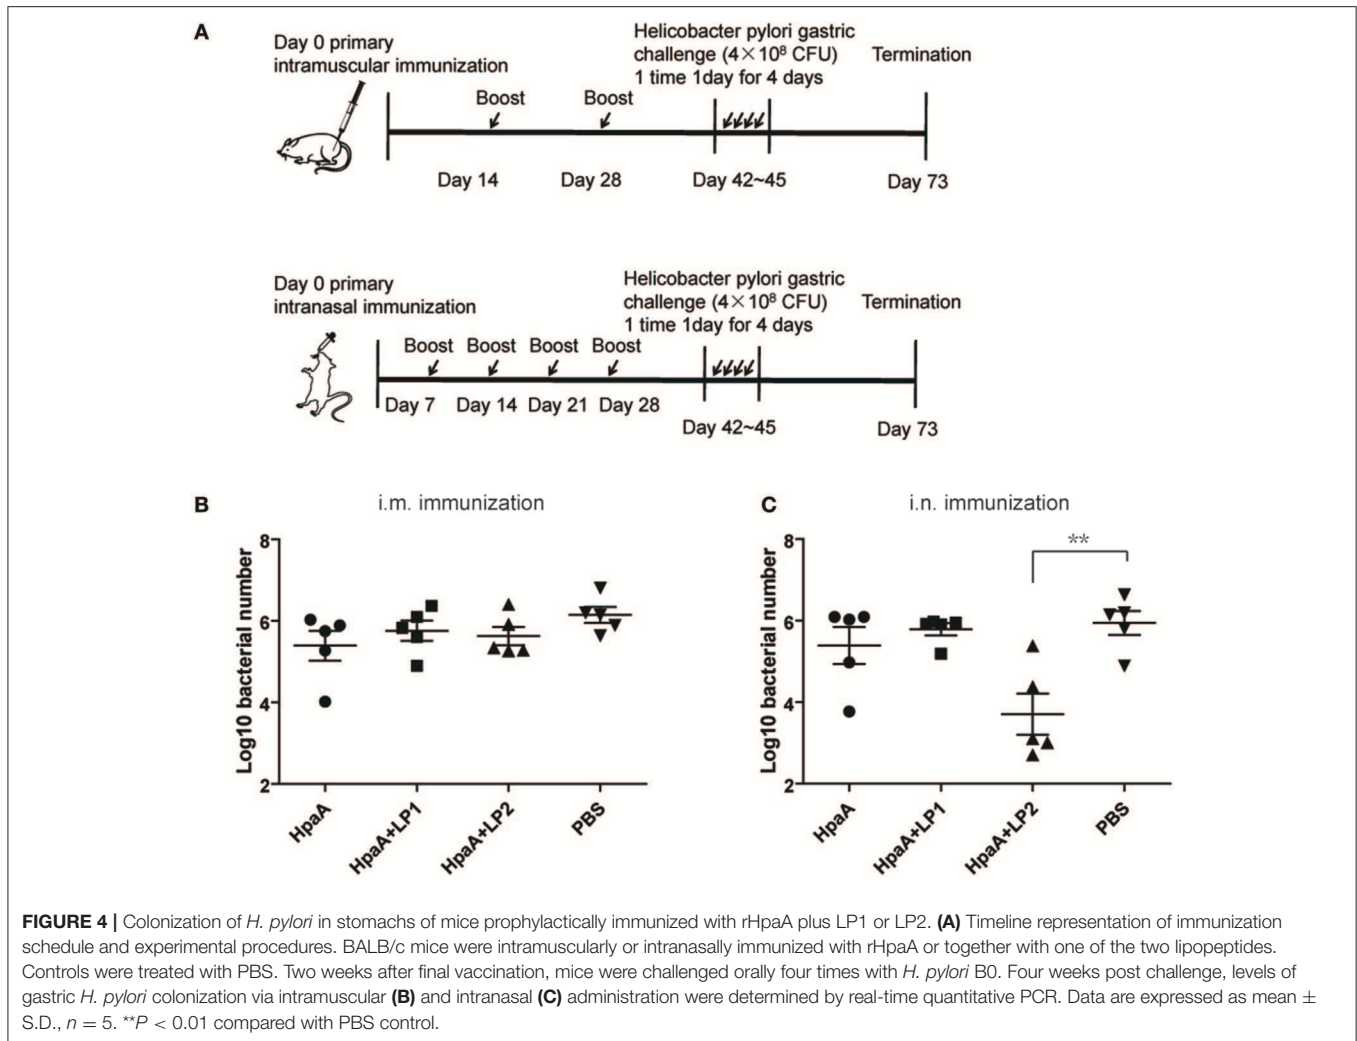 A
Day 0 primary
intramuscular immunization
Helicobacter pylori gastric
challenge (4×10⁸ CFU)
1 time 1day for 4 days
Termination
Boost
Boost
Day 14
Day 28
Day 42~45
Day 73
Day 0 primary
intranasal immunization
Helicobacter pylori gastric
challenge (4×10⁸ CFU)
1 time 1day for 4 days
Termination
Boost
Boost
Boost
Boost
Day 7
Day 14
Day 21
Day 28
Day 42~45
Day 73
B
i.m. immunization
Log10 bacterial number
8
6
4
2
HpaA
HpaA+LP1
HpaA+LP2
PBS
C
i.n. immunization
Log10 bacterial number
8
6
4
2
**
HpaA
HpaA+LP1
HpaA+LP2
PBS
FIGURE 4 | Colonization of H. pylori in stomachs of mice prophylactically immunized with rHpaA plus LP1 or LP2. (A) Timeline representation of immunization
schedule and experimental procedures. BALB/c mice were intramuscularly or intranasally immunized with rHpaA or together with one of the two lipopeptides.
Controls were treated with PBS. Two weeks after final vaccination, mice were challenged orally four times with H. pylori B0. Four weeks post challenge, levels of
gastric H. pylori colonization via intramuscular (B) and intranasal (C) administration were determined by real-time quantitative PCR. Data are expressed as mean ±
S.D., n = 5. **P < 0.01 compared with PBS control.